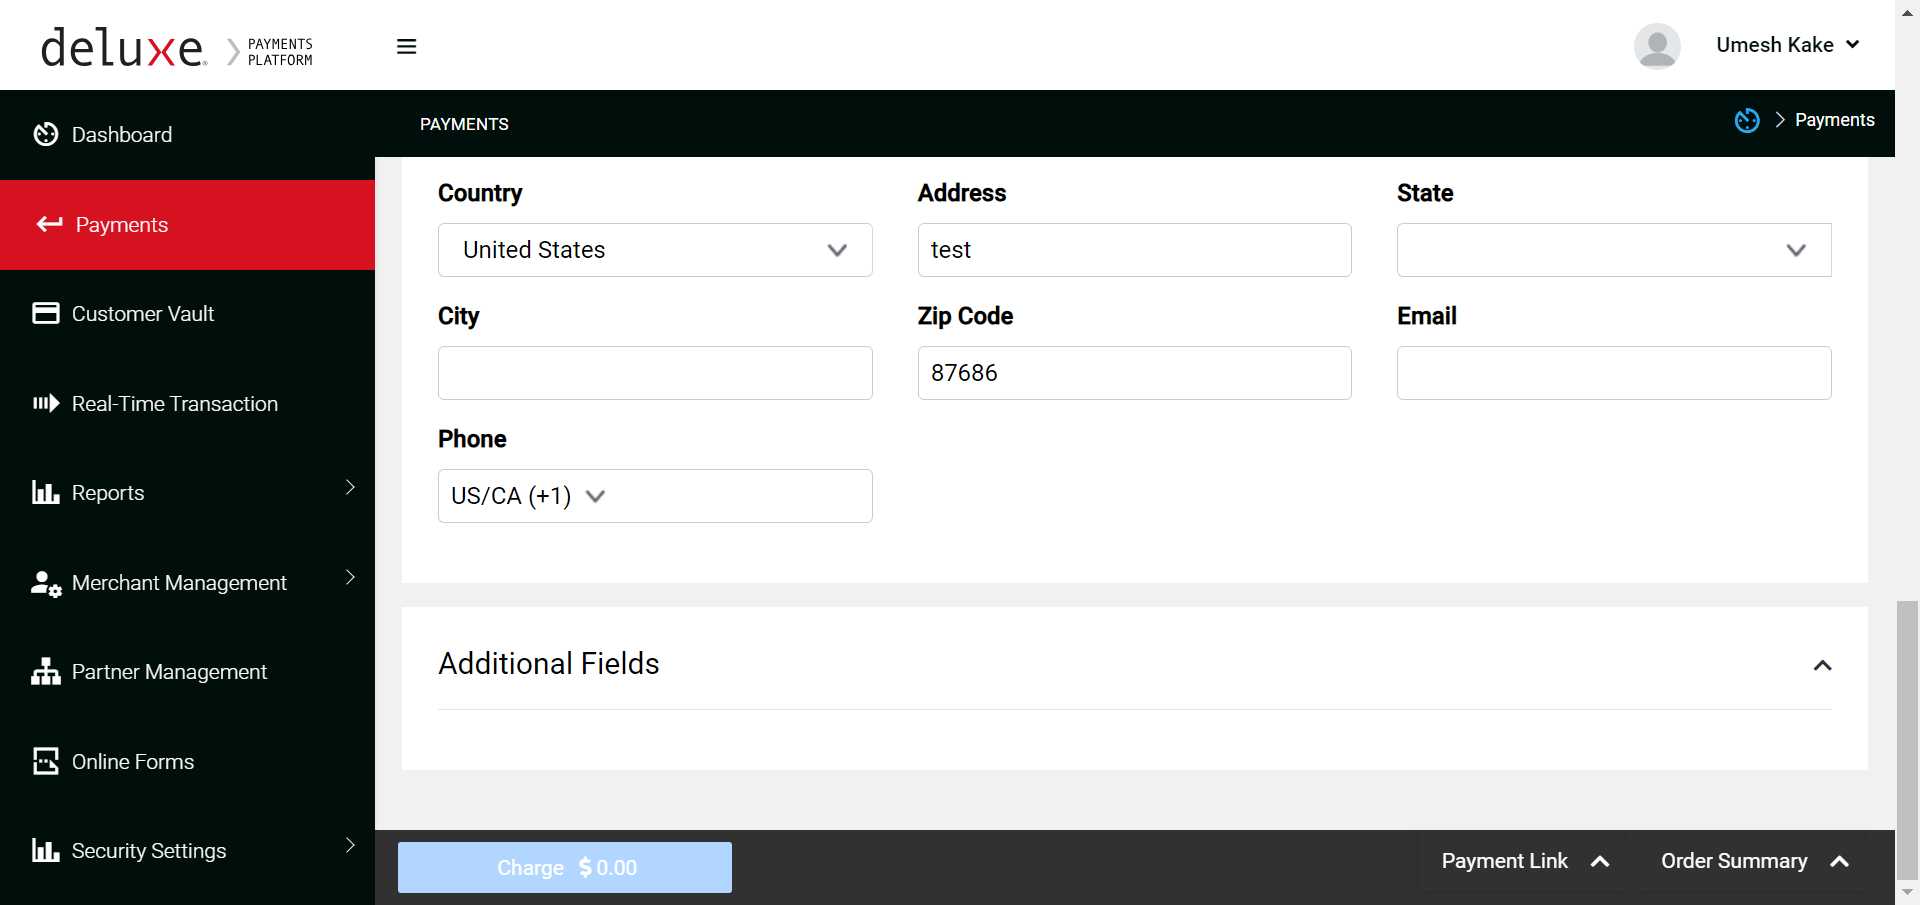 deluxe
PAYMENTS
PLATFORM
Umesh Kake
Dashboard
Payments
Customer Vault
Real-Time Transaction
Reports
Merchant Management
Partner Management
Online Forms
Security Settings
PAYMENTS
Payments
Country
Address
State
United States
test
City
Zip Code
Email
87686
Phone
US/CA (+1)
Additional Fields
Charge $0.00
Payment Link
Order Summary